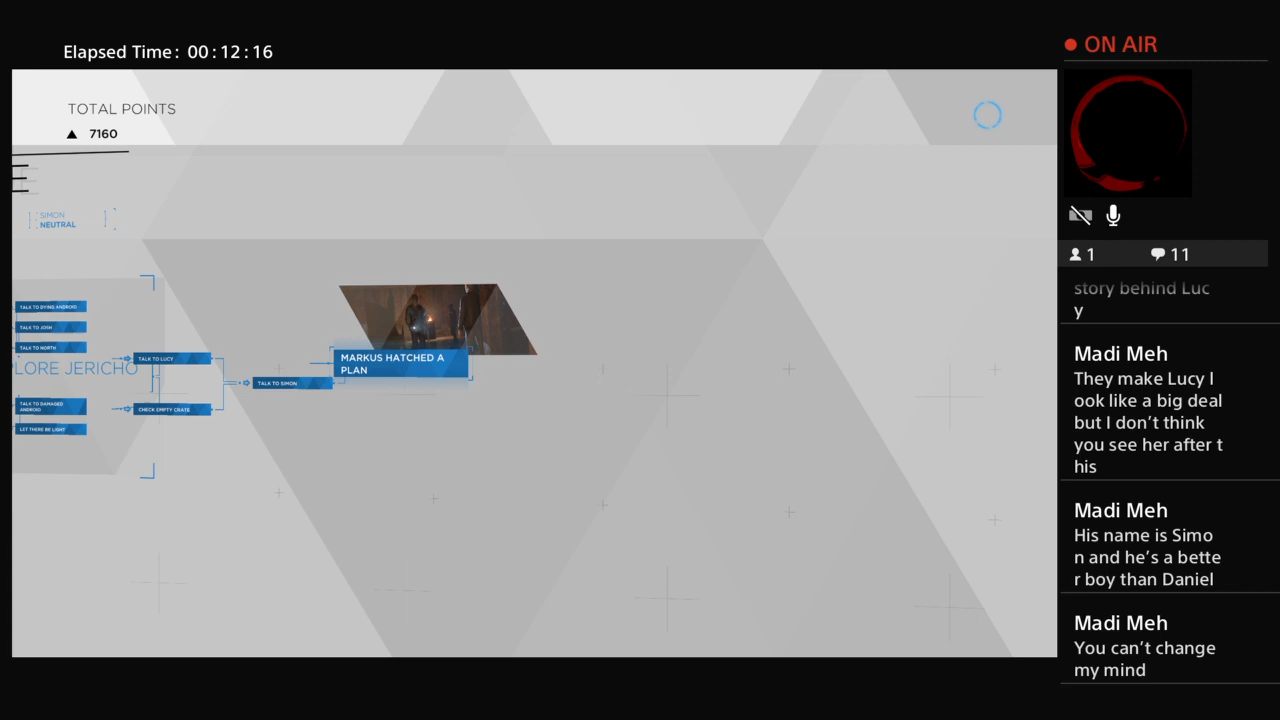 Elapsed Time: 00:12:16
TOTAL POINTS
▲ 7160
SIMON
NEUTRAL
TALK TO DYING ANDROID
TALK TO JOSH
TALK TO NORTH
PLORE JERICHO
TALK TO DAMAGED
ANDROID
LET THERE BE LIGHT
TALK TO LUCY
CHECK EMPTY CRATE
TALK TO SIMON
MARKUS HATCHED A
PLAN
ON AIR
1
11
story behind Luc
y
Madi Meh
They make Lucy l
ook like a big deal
but I don't think
you see her after t
his
Madi Meh
His name is Simo
n and he's a bette
r boy than Daniel
Madi Meh
You can't change
my mind